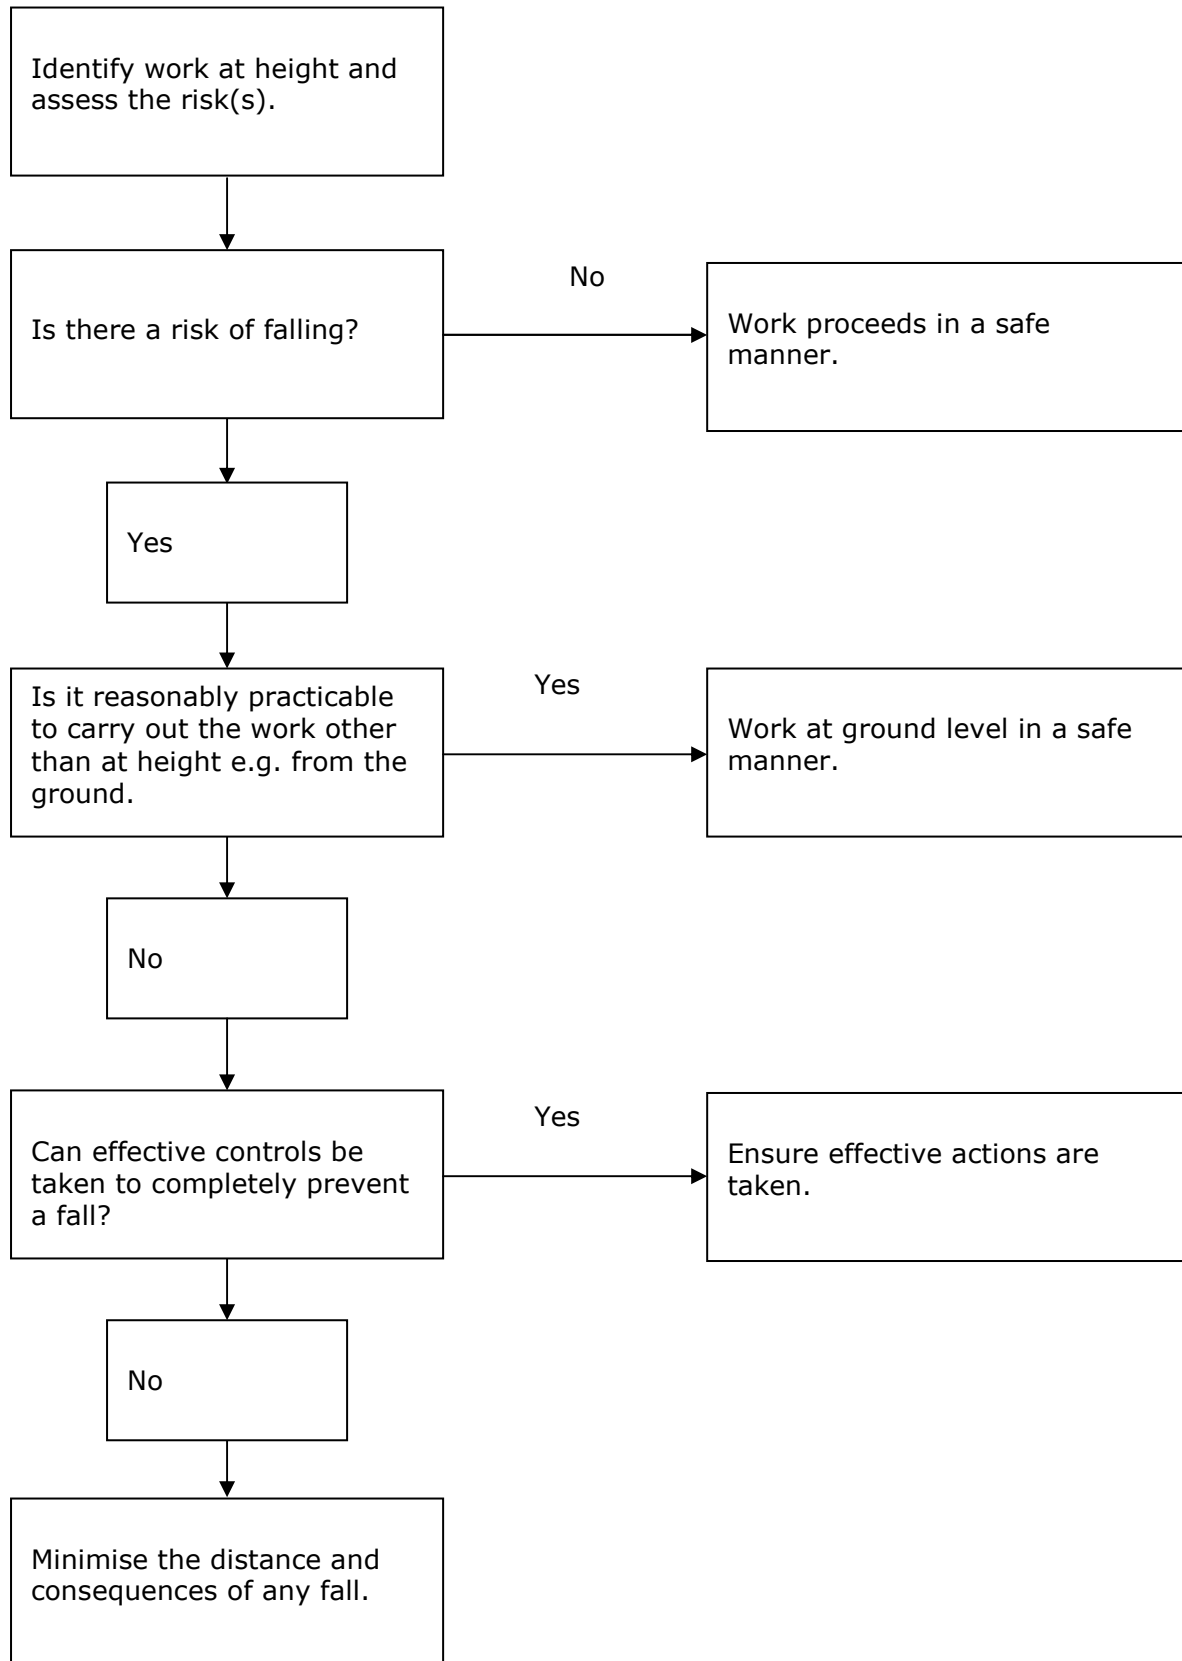 Identify work at height and
assess the risk(s).
Is there a risk of falling?
No
Work proceeds in a safe
manner.
Yes
Is it reasonably practicable
to carry out the work other
than at height e.g. from the
ground.
Yes
Work at ground level in a safe
manner.
No
Can effective controls be
taken to completely prevent
a fall?
Yes
Ensure effective actions are
taken.
No
Minimise the distance and
consequences of any fall.